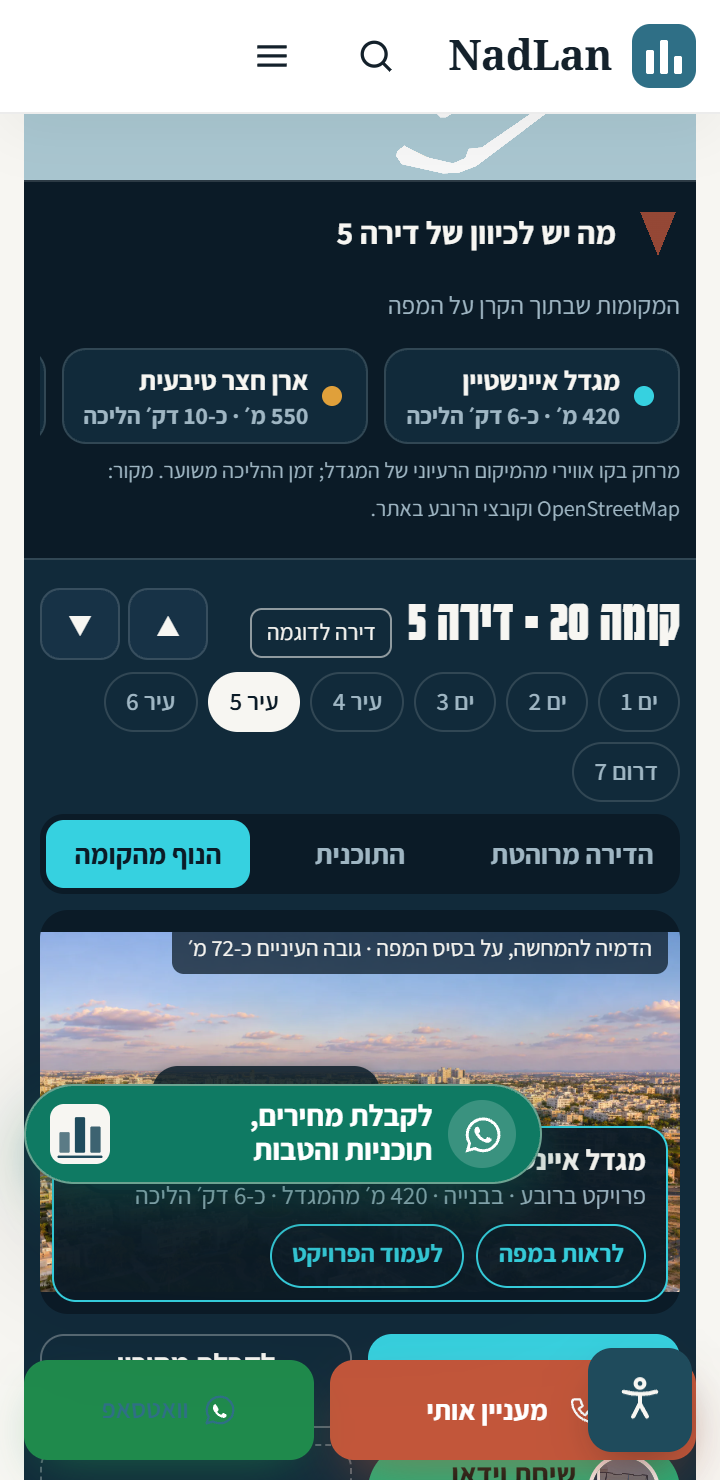 NadLan
מה יש לכיוון של דירה 5
המקומות שבתוך הקרן על המפה
מגדל איינשטיין
420 מ׳ · כ-6 דק׳ הליכה
ארן חצר טיבעית
550 מ׳ · כ-10 דק׳ הליכה
מרחק בקו אווירי מהמיקום הרעיוני של המגדל; זמן ההליכה משוער. מקור:
OpenStreetMap וקובצי הרובע באתר.
קומה 20 · דירה 5
דירה לדוגמה
▲ ▼
ים 1 ים 2 ים 3 עיר 4 עיר 5 עיר 6
דרום 7
הדירה מרוהטת התוכנית הנוף מהקומה
הדמיה להמחשה, על בסיס המפה · גובה העיניים כ-72 מ׳
לקבלת מחירים,
תוכניות והטבות
מגדל
פרויקט ברובע · בבנייה · 420 מ׳ מהמגדל · כ-6 דק׳ הליכה
לראות במפה לעמוד הפרויקט
מעניין אותי
וואטסאפ
שיחת וידאו